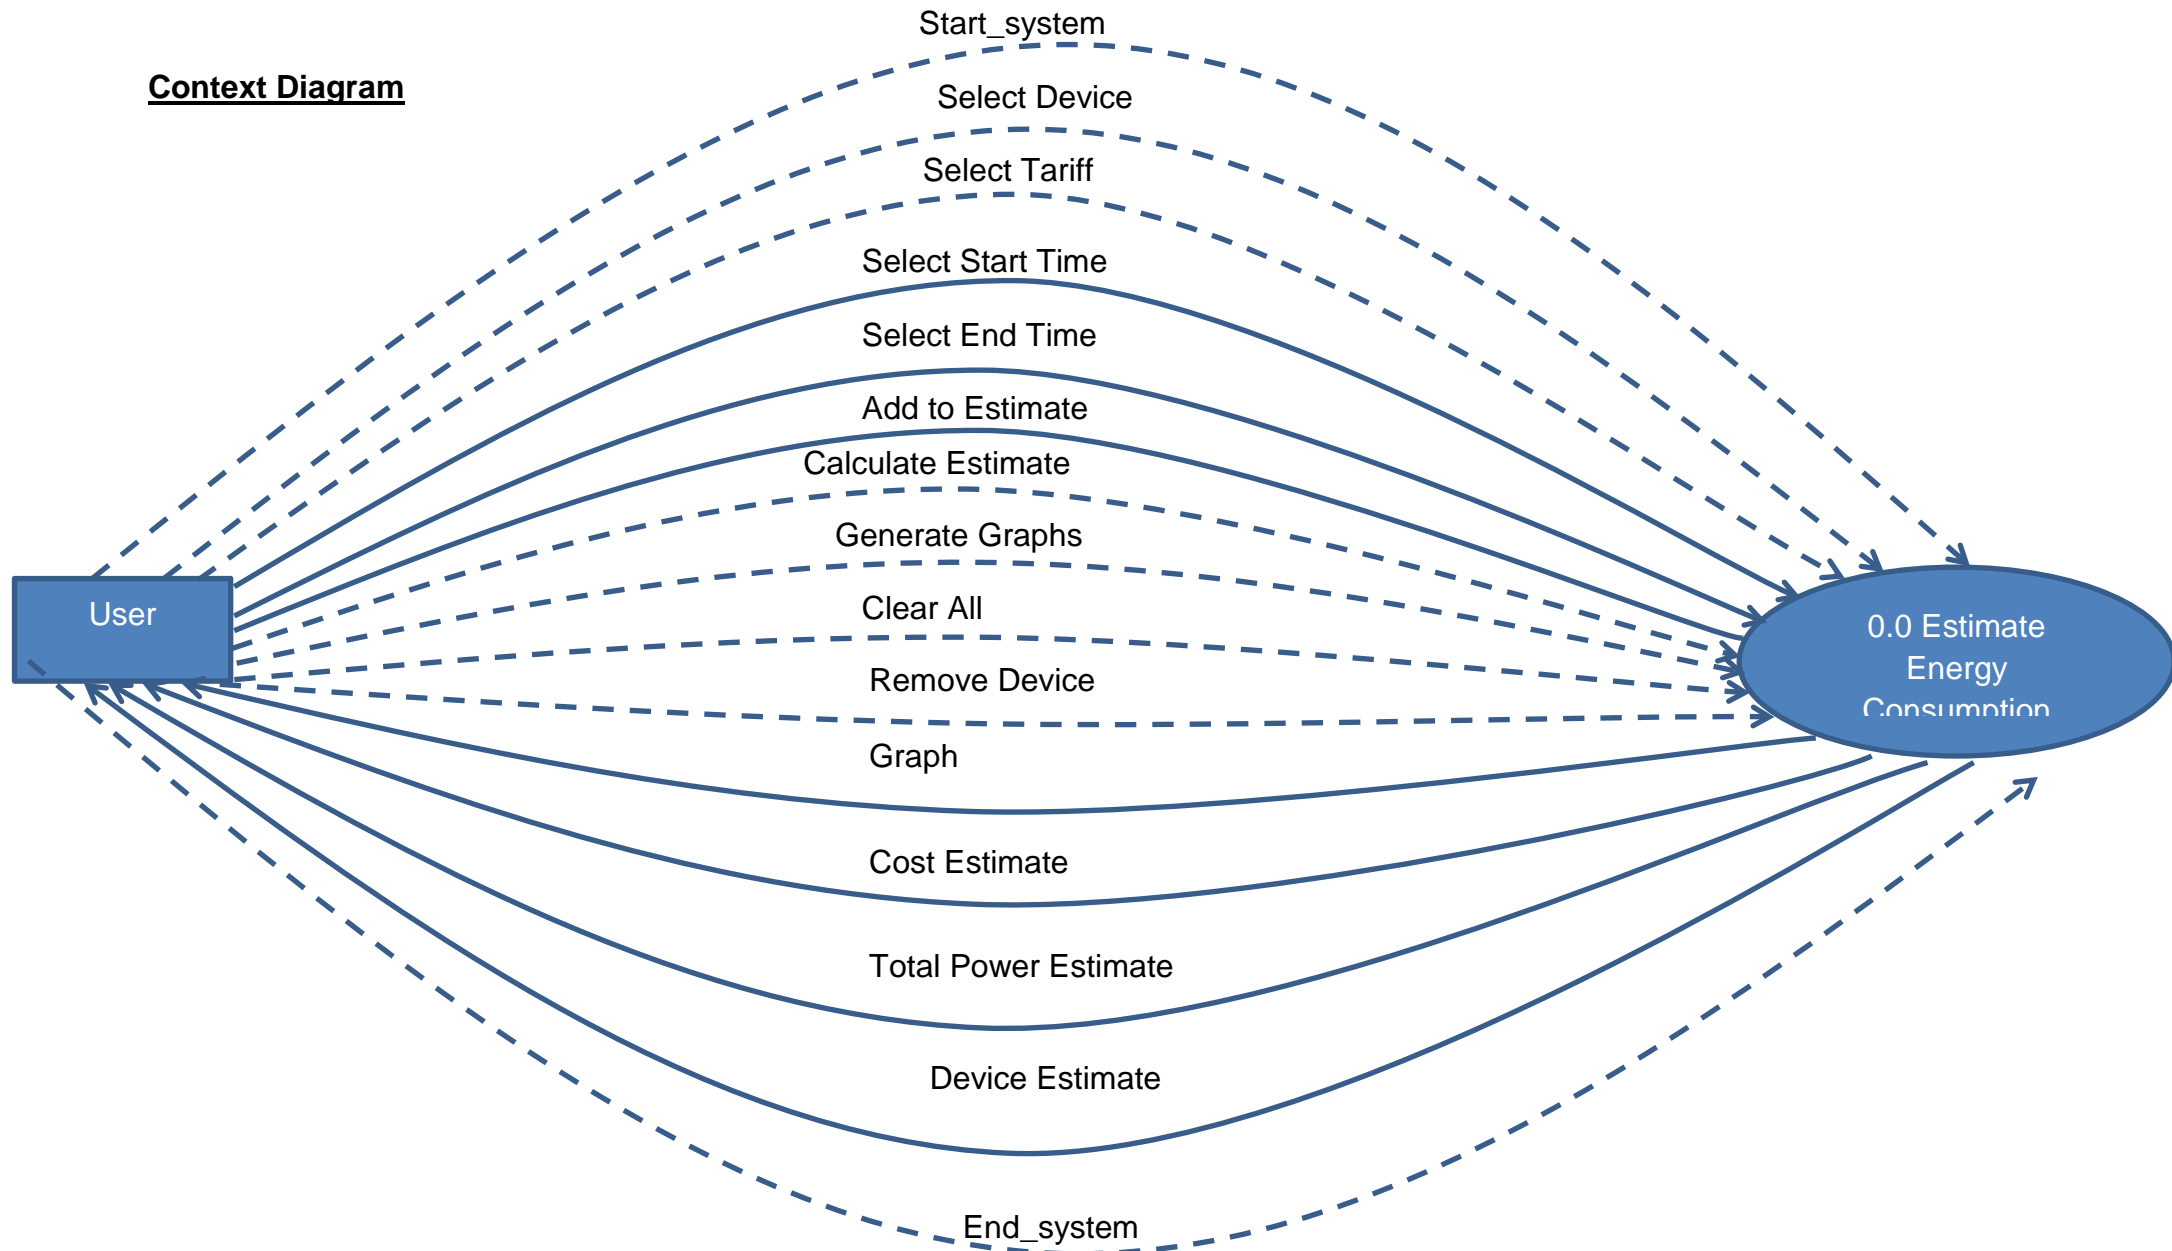 Start_system
Context Diagram
Select Device
Select Tariff
Select Start Time
Select End Time
Add to Estimate
Calculate Estimate
Generate Graphs
Clear All
User
0.0 Estimate
Energy
Consumption
Remove Device
Graph
Cost Estimate
Total Power Estimate
Device Estimate
End_system